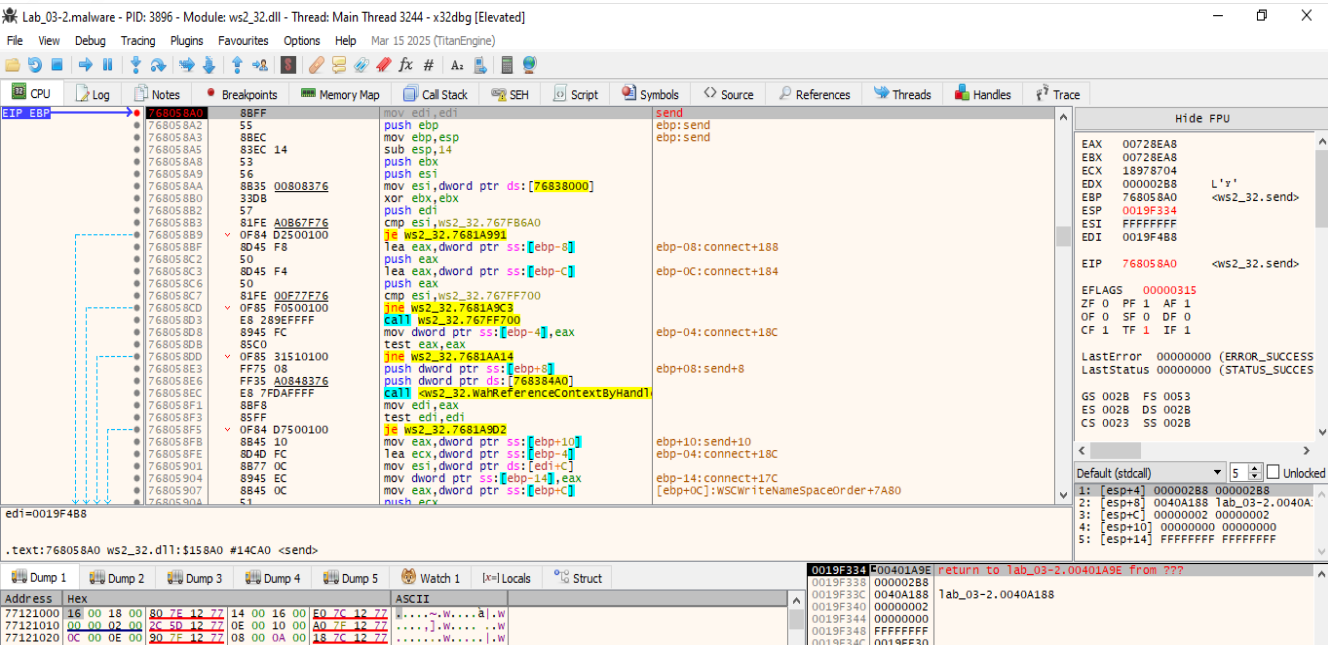 Lab_03-2.malware - PID: 3896 - Module: ws2_32.dll - Thread: Main Thread 3244 - x32dbg [Elevated]
File View Debug Tracing Plugins Favourites Options Help Mar 15 2025 (TitanEngine)
CPU Log Notes Breakpoints Memory Map Call Stack SEH Script Symbols Source References Threads Handles Trace
EIP EBP 768058A0 8BFF mov edi,edi send
768058A2 55 push ebp ebp:send
768058A3 8BEC mov ebp,esp ebp:send
768058A5 83EC 14 sub esp,14
768058A8 53 push ebx
768058A9 56 push esi
768058AA 8B35 00808376 mov esi,dword ptr ds:[76838000]
768058B0 33DB xor ebx,ebx
768058B2 57 push edi
768058B3 81FE A0B67F76 cmp esi,ws2_32.767FB6A0
768058B9 0F84 D2500100 je ws2_32.7681A991
768058BF 8D45 F8 lea eax,dword ptr ss:[ebp-8] ebp-08:connect+188
768058C2 50 push eax
768058C3 8D45 F4 lea eax,dword ptr ss:[ebp-C] ebp-0C:connect+184
768058C6 50 push eax
768058C7 81FE 00F77F76 cmp esi,ws2_32.767FF700
768058CD 0F85 F0500100 jne ws2_32.7681A9C3
768058D3 E8 289EFFFF call ws2_32.767FF700
768058D8 8945 FC mov dword ptr ss:[ebp-4],eax ebp-04:connect+18C
768058DB 85C0 test eax,eax
768058DD 0F85 31510100 jne ws2_32.7681AA14
768058E3 FF75 08 push dword ptr ss:[ebp+8] ebp+08:send+8
768058E6 FF35 A0848376 push dword ptr ds:[768384A0]
768058EC E8 7FDAFFFF call <ws2_32.WahReferenceContextByHandl
768058F1 8BF8 mov edi,eax
768058F3 85FF test edi,edi
768058F5 0F84 D7500100 je ws2_32.7681A9D2
768058FB 8B45 10 mov eax,dword ptr ss:[ebp+10] ebp+10:send+10
768058FE 8D4D FC lea ecx,dword ptr ss:[ebp-4] ebp-04:connect+18C
76805901 8B77 0C mov esi,dword ptr ds:[edi+C]
76805904 8945 EC mov dword ptr ss:[ebp-14],eax ebp-14:connect+17C
76805907 8B45 0C mov eax,dword ptr ss:[ebp+C] [ebp+0C]:WSCWriteNameSpaceOrder+7A80
7680590A 51 push ecx
Hide FPU
EAX 00728EA8
EBX 00728EA8
ECX 18978704
EDX 000002B8 L'ʸ'
EBP 768058A0 <ws2_32.send>
ESP 0019F334
ESI FFFFFFFF
EDI 0019F4B8
EIP 768058A0 <ws2_32.send>
EFLAGS 00000315
ZF 0 PF 1 AF 1
OF 0 SF 0 DF 0
CF 1 TF 1 IF 1
LastError 00000000 (ERROR_SUCCESS
LastStatus 00000000 (STATUS_SUCCES
GS 002B FS 0053
ES 002B DS 002B
CS 0023 SS 002B
Default (stdcall) 5 Unlocked
1: [esp+4] 000002B8 000002B8
2: [esp+8] 0040A188 lab_03-2.0040A
3: [esp+C] 00000002 00000002
4: [esp+10] 00000000 00000000
5: [esp+14] FFFFFFFF FFFFFFFF
edi=0019F4B8
.text:768058A0 ws2_32.dll:$158A0 #14CA0 <send>
Dump 1 Dump 2 Dump 3 Dump 4 Dump 5 Watch 1 [x=] Locals Struct
Address Hex ASCII
77121000 16 00 18 00 80 7E 12 77 14 00 16 00 E0 7C 12 77 .....~.w....à|.w
77121010 00 00 02 00 2C 5D 12 77 0E 00 10 00 A0 7F 12 77 ....,].w.... ..w
77121020 0C 00 0E 00 90 7F 12 77 08 00 0A 00 18 7C 12 77 .......w.....|.w
0019F334 00401A9E return to lab_03-2.00401A9E from ???
0019F338 000002B8
0019F33C 0040A188 lab_03-2.0040A188
0019F340 00000002
0019F344 00000000
0019F348 FFFFFFFF
0019F34C 0019FF30